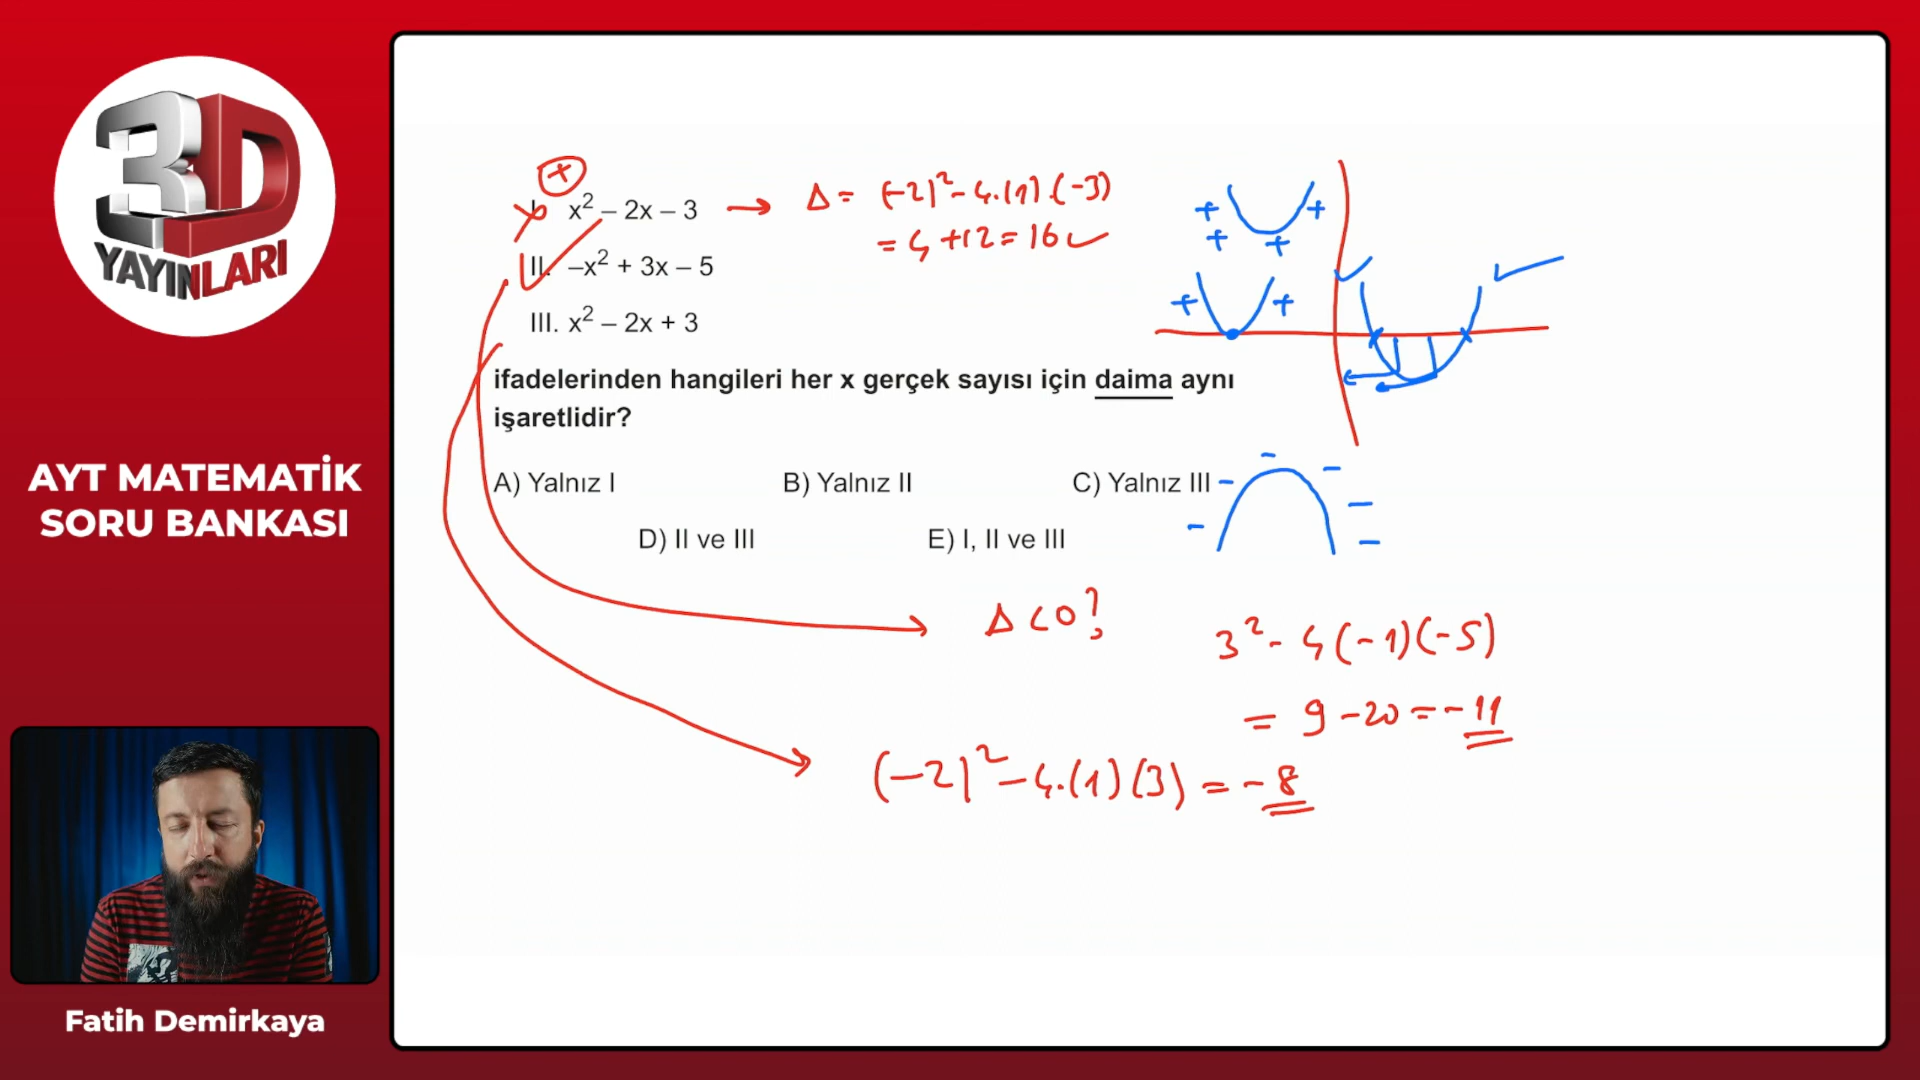 3D
YAYINLARI
AYT MATEMATİK
SORU BANKASI
Fatih Demirkaya
+
I. x² – 2x – 3 → Δ = (-2)² - 4.(1).(-3)
= 4 + 12 = 16
II. –x² + 3x – 5
III. x² – 2x + 3
ifadelerinden hangileri her x gerçek sayısı için daima aynı
işaretlidir?
A) Yalnız I B) Yalnız II C) Yalnız III
D) II ve III E) I, II ve III
+ + + +
+ +
- - - - - -
Δ < 0?
3² - 4(-1)(-5)
= 9 - 20 = -11
(-2)² - 4.(1)(3) = -8